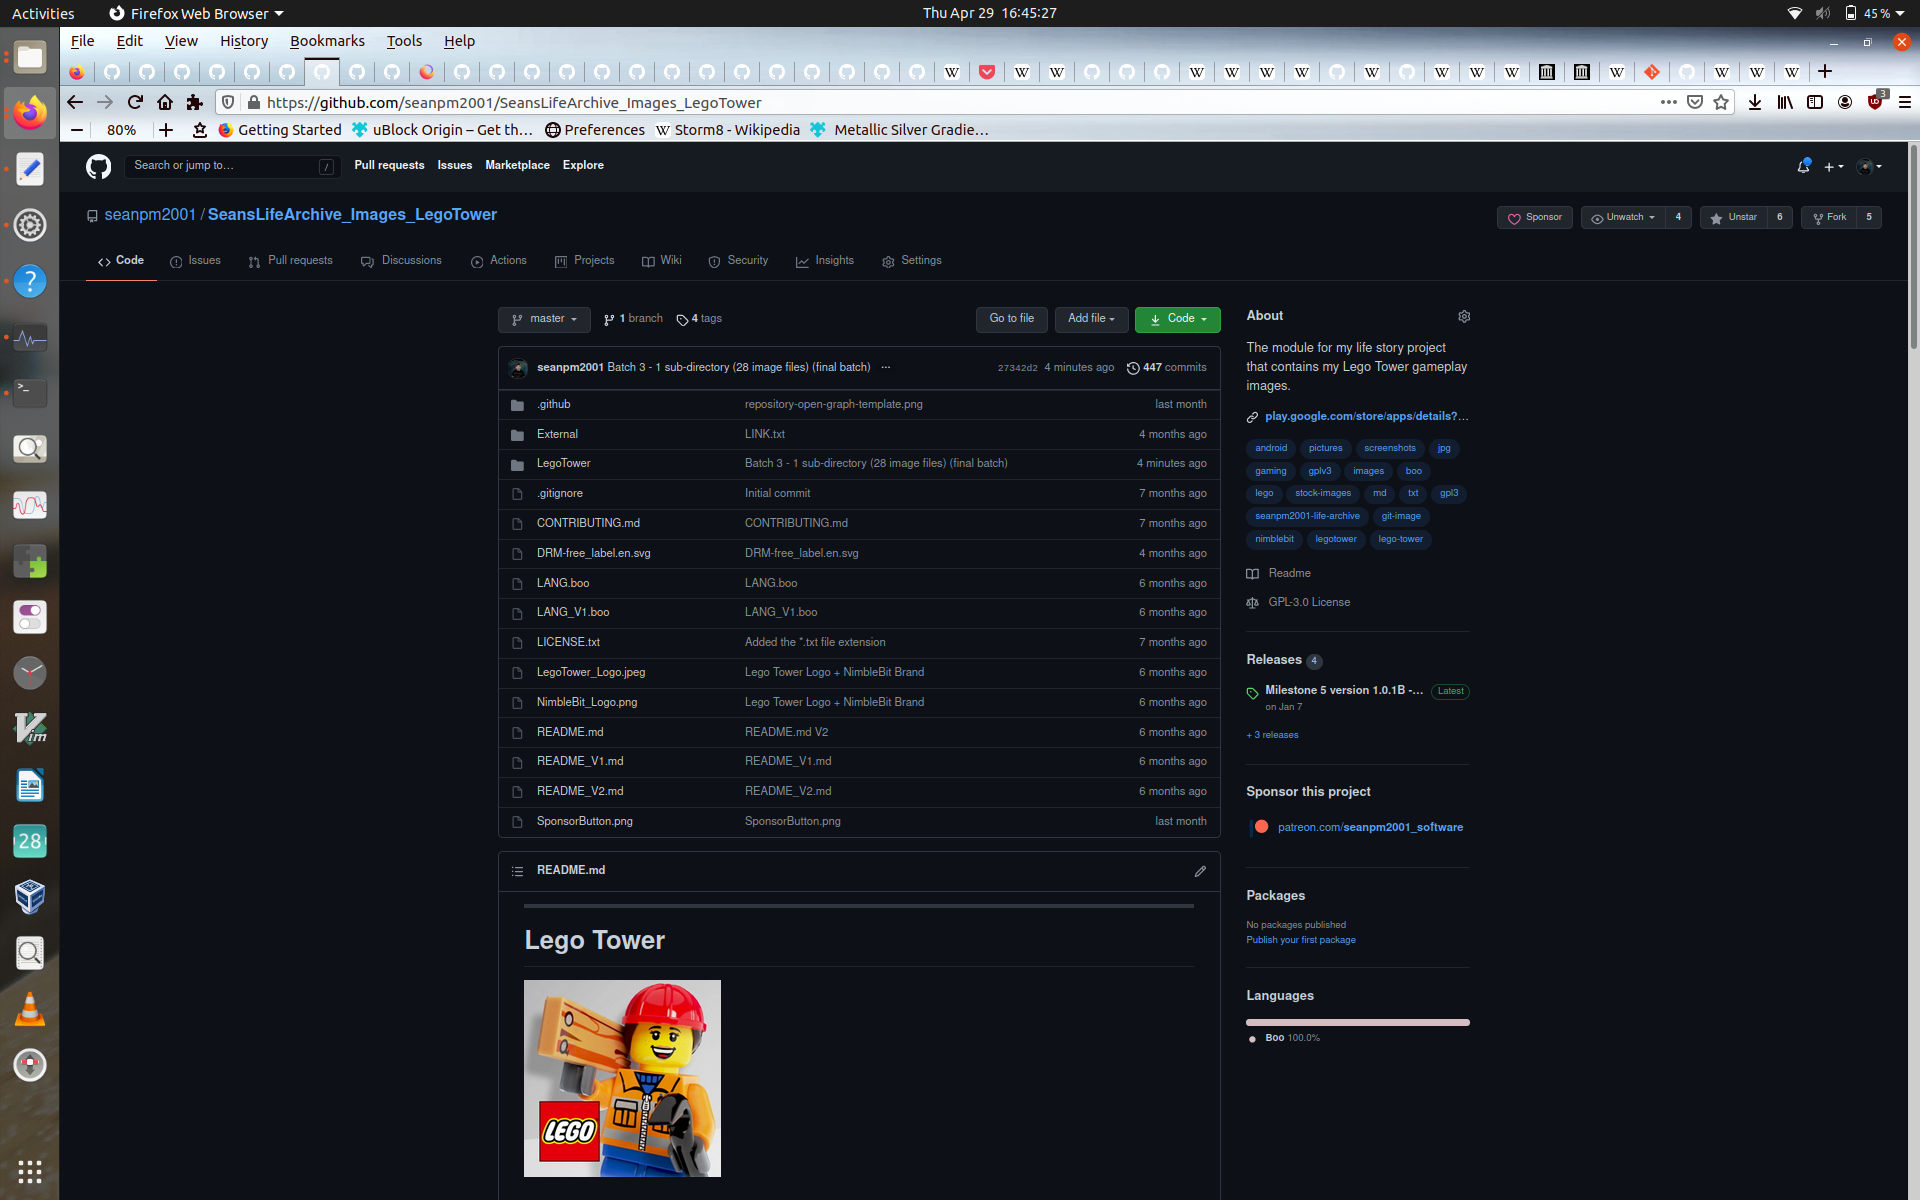 Activities Firefox Web Browser Thu Apr 29 16:45:27 45 %
File Edit View History Bookmarks Tools Help
https://github.com/seanpm2001/SeansLifeArchive_Images_LegoTower 3
80% Getting Started uBlock Origin – Get th… Preferences Storm8 - Wikipedia Metallic Silver Gradie…
Search or jump to… / Pull requests Issues Marketplace Explore
seanpm2001 / SeansLifeArchive_Images_LegoTower Sponsor Unwatch 4 Unstar 6 Fork 5
Code Issues Pull requests Discussions Actions Projects Wiki Security Insights Settings
master 1 branch 4 tags Go to file Add file Code
seanpm2001 Batch 3 - 1 sub-directory (28 image files) (final batch) ... 27342d2 4 minutes ago 447 commits
.github repository-open-graph-template.png last month
External LINK.txt 4 months ago
LegoTower Batch 3 - 1 sub-directory (28 image files) (final batch) 4 minutes ago
.gitignore Initial commit 7 months ago
CONTRIBUTING.md CONTRIBUTING.md 7 months ago
DRM-free_label.en.svg DRM-free_label.en.svg 4 months ago
LANG.boo LANG.boo 6 months ago
LANG_V1.boo LANG_V1.boo 6 months ago
LICENSE.txt Added the *.txt file extension 7 months ago
LegoTower_Logo.jpeg Lego Tower Logo + NimbleBit Brand 6 months ago
NimbleBit_Logo.png Lego Tower Logo + NimbleBit Brand 6 months ago
README.md README.md V2 6 months ago
README_V1.md README_V1.md 6 months ago
README_V2.md README_V2.md 6 months ago
SponsorButton.png SponsorButton.png last month
README.md
Lego Tower
LEGO
About
The module for my life story project
that contains my Lego Tower gameplay
images.
play.google.com/store/apps/details?…
android pictures screenshots jpg
gaming gplv3 images boo
lego stock-images md txt gpl3
seanpm2001-life-archive git-image
nimblebit legotower lego-tower
Readme
GPL-3.0 License
Releases 4
Milestone 5 version 1.0.1B -… Latest
on Jan 7
+ 3 releases
Sponsor this project
patreon.com/seanpm2001_software
Packages
No packages published
Publish your first package
Languages
Boo 100.0%
28
Vim